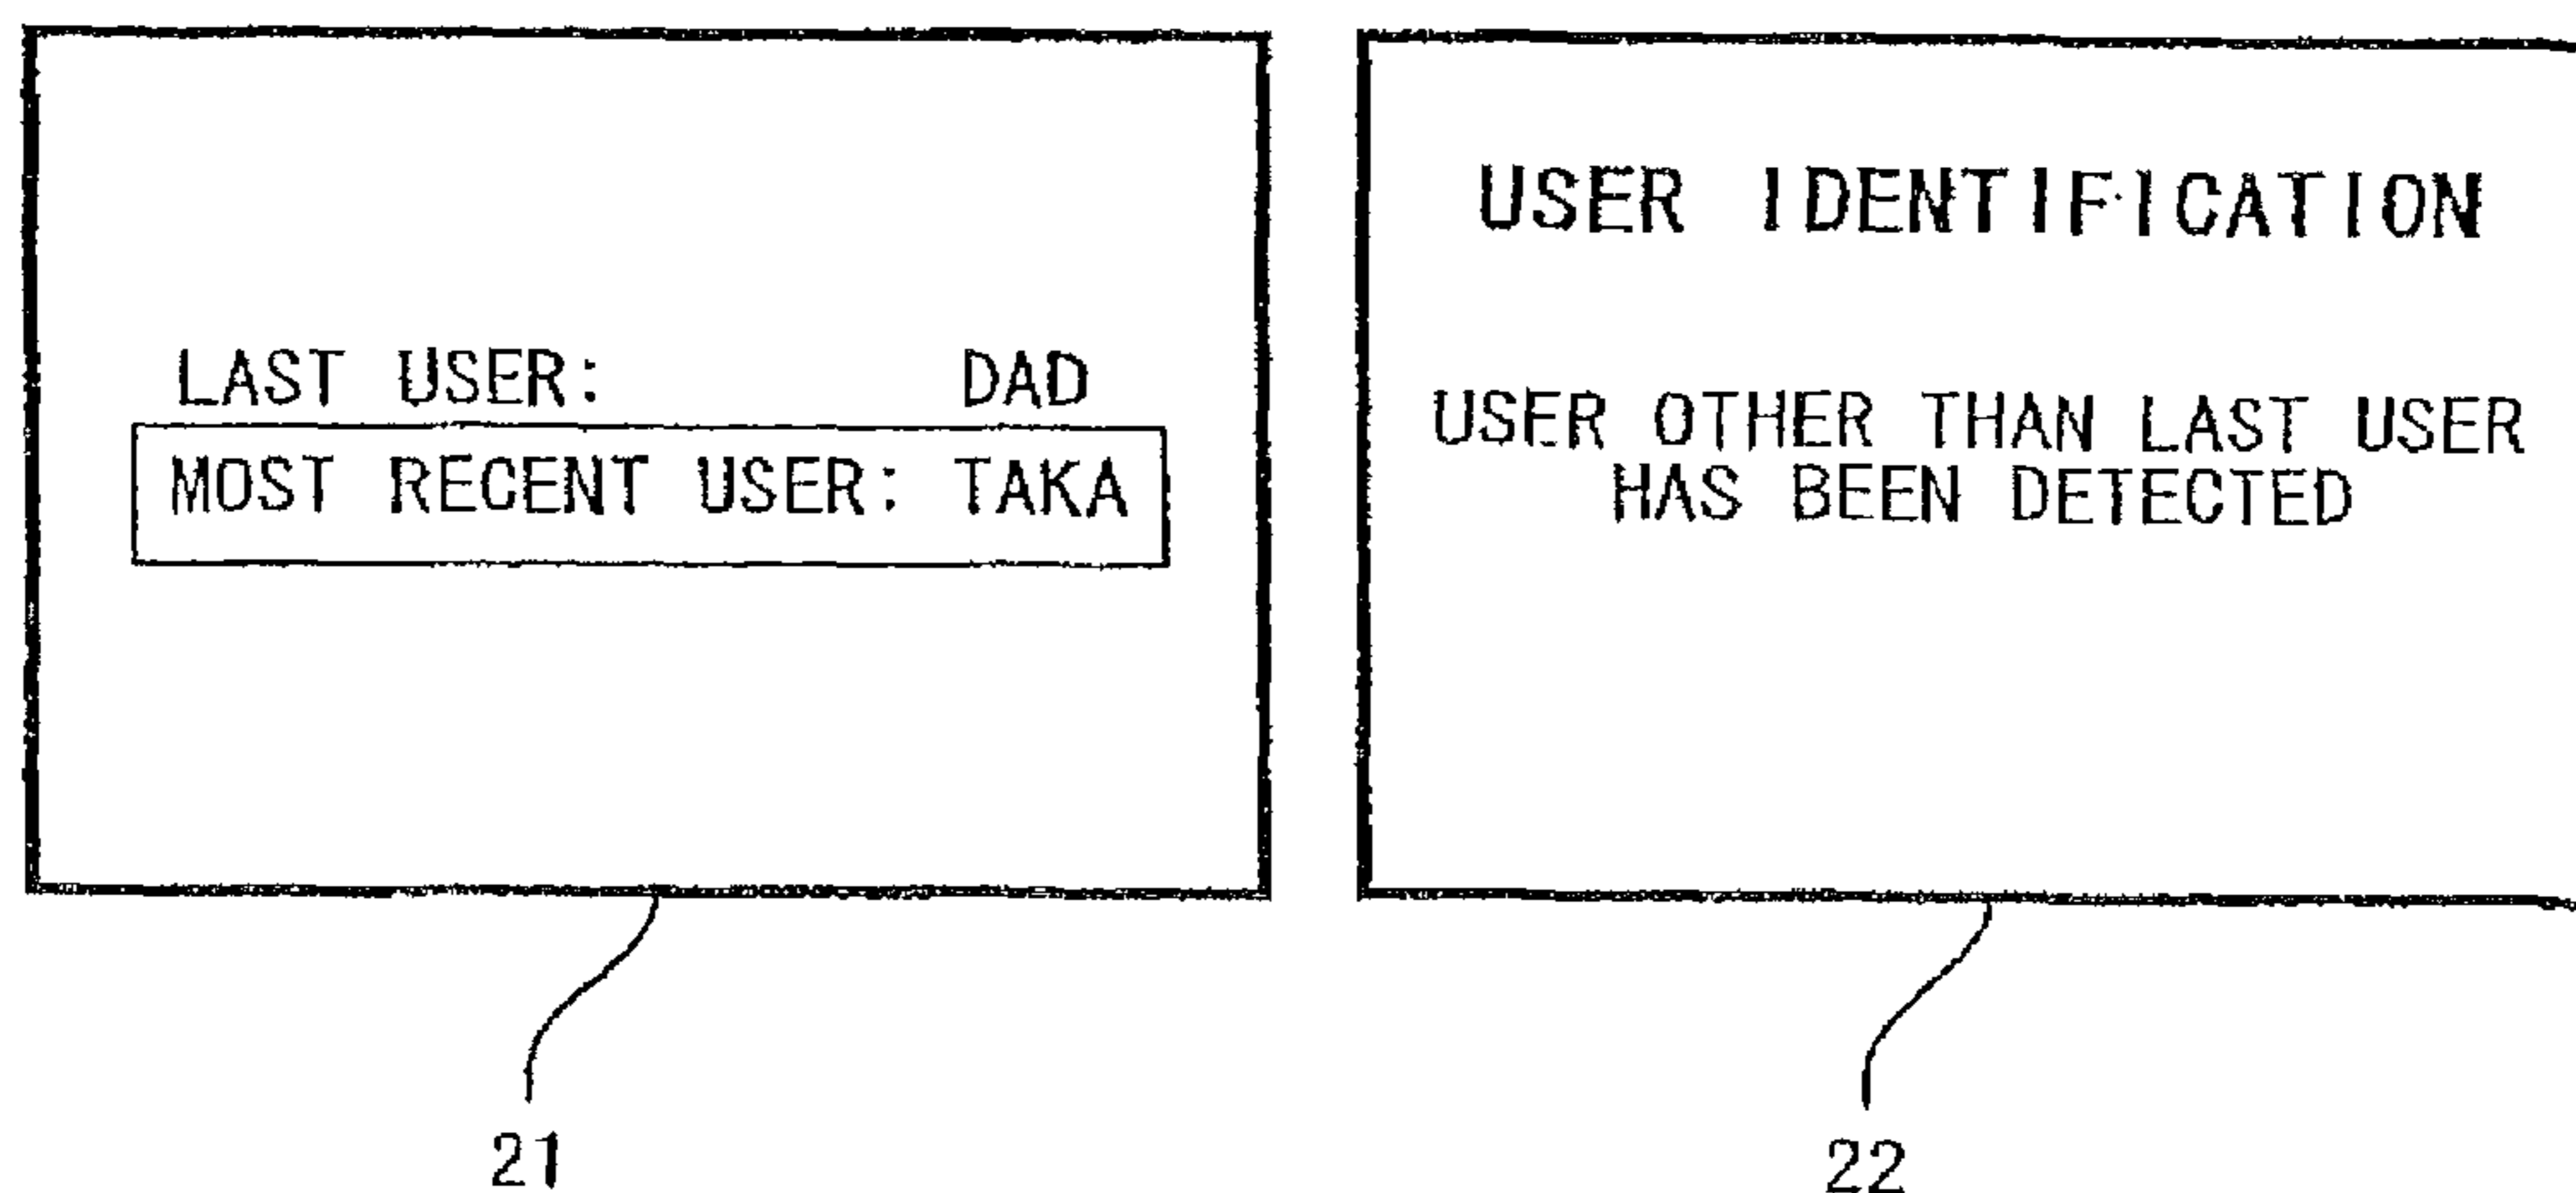 LAST USER: DAD
MOST RECENT USER: TAKA
21
USER IDENTIFICATION
USER OTHER THAN LAST USER
HAS BEEN DETECTED
22